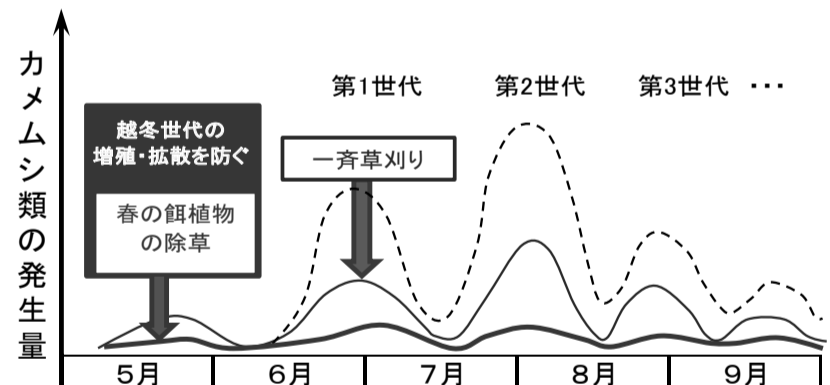 カメムシ類の発生量
第1世代
第2世代
第3世代 ・・・
越冬世代の
増殖・拡散を防ぐ
春の餌植物
の除草
一斉草刈り
5月
6月
7月
8月
9月